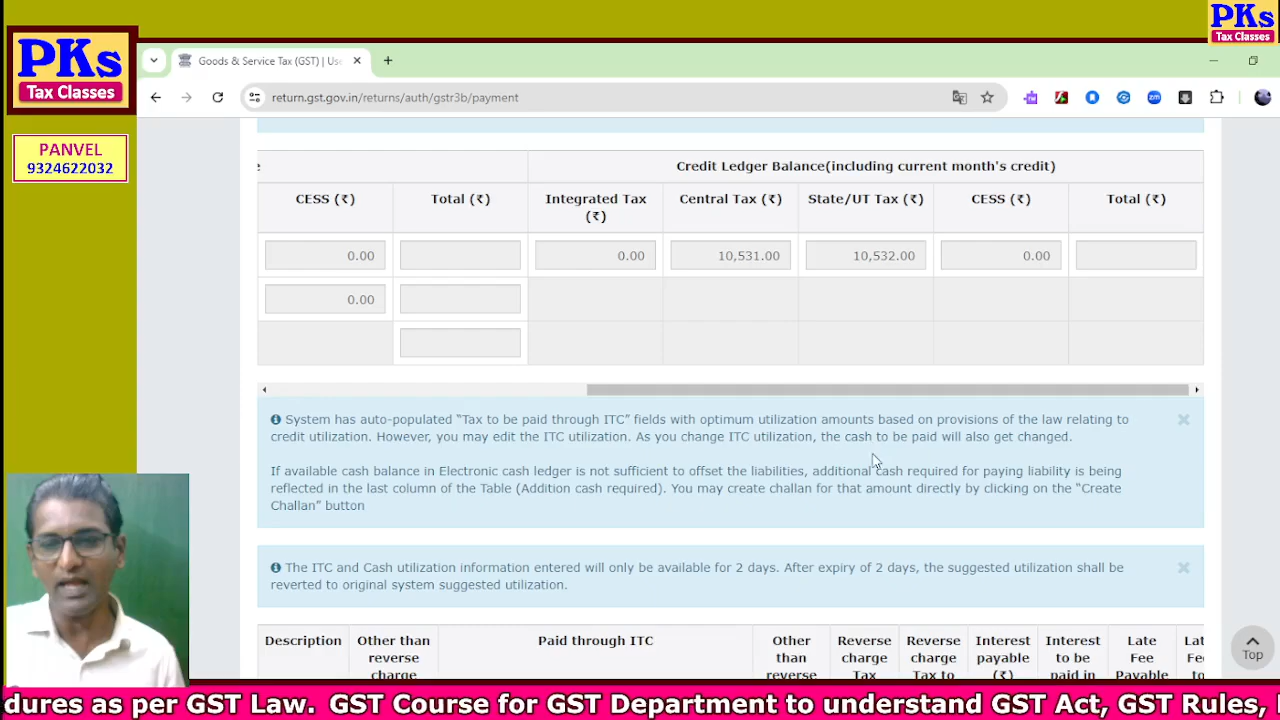 PKs
Tax Classes
PKs
Tax Classes
PANVEL
9324622032
Goods & Service Tax (GST) | Use
return.gst.gov.in/returns/auth/gstr3b/payment
e
Credit Ledger Balance(including current month's credit)
CESS (₹)
Total (₹)
Integrated Tax
(₹)
Central Tax (₹)
State/UT Tax (₹)
CESS (₹)
Total (₹)
0.00
0.00
10,531.00
10,532.00
0.00
0.00
System has auto-populated “Tax to be paid through ITC” fields with optimum utilization amounts based on provisions of the law relating to
credit utilization. However, you may edit the ITC utilization. As you change ITC utilization, the cash to be paid will also get changed.
If available cash balance in Electronic cash ledger is not sufficient to offset the liabilities, additional cash required for paying liability is being
reflected in the last column of the Table (Addition cash required). You may create challan for that amount directly by clicking on the “Create
Challan” button
The ITC and Cash utilization information entered will only be available for 2 days. After expiry of 2 days, the suggested utilization shall be
reverted to original system suggested utilization.
Description
Other than
reverse
charge
Paid through ITC
Other
than
reverse
Reverse
charge
Tax
Reverse
charge
Tax to
Interest
payable
(₹)
Interest
to be
paid in
Late
Fee
Payable
Lat
Fe
to
Top
dures as per GST Law. GST Course for GST Department to understand GST Act, GST Rules,